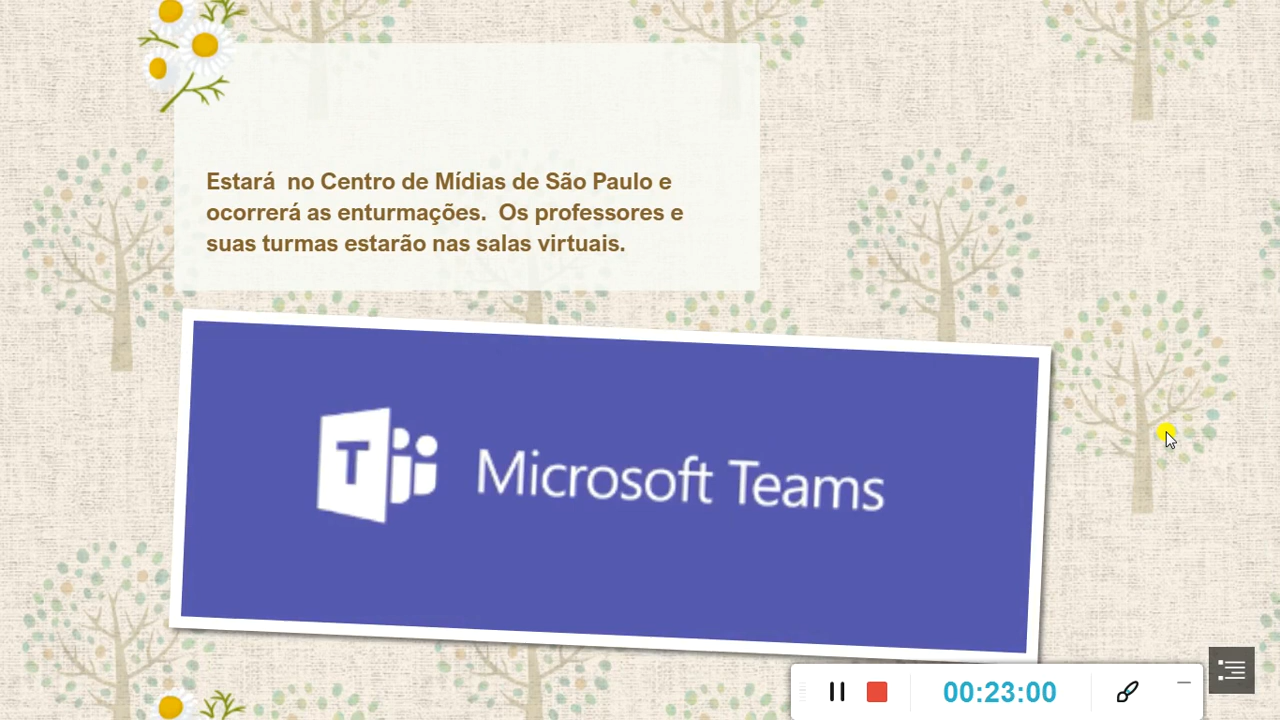 Estará  no Centro de Mídias de São Paulo e
ocorrerá as enturmações.  Os professores e
suas turmas estarão nas salas virtuais.
T Microsoft Teams
00:23:00